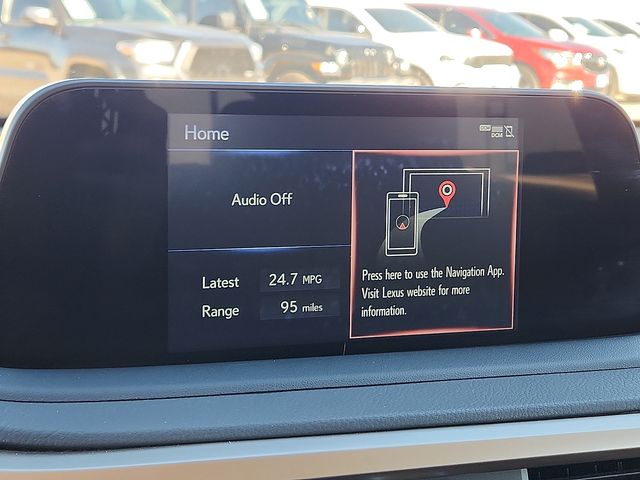 Home
DCM
Audio Off
Latest 24.7 MPG
Range 95 miles
Press here to use the Navigation App.
Visit Lexus website for more
information.